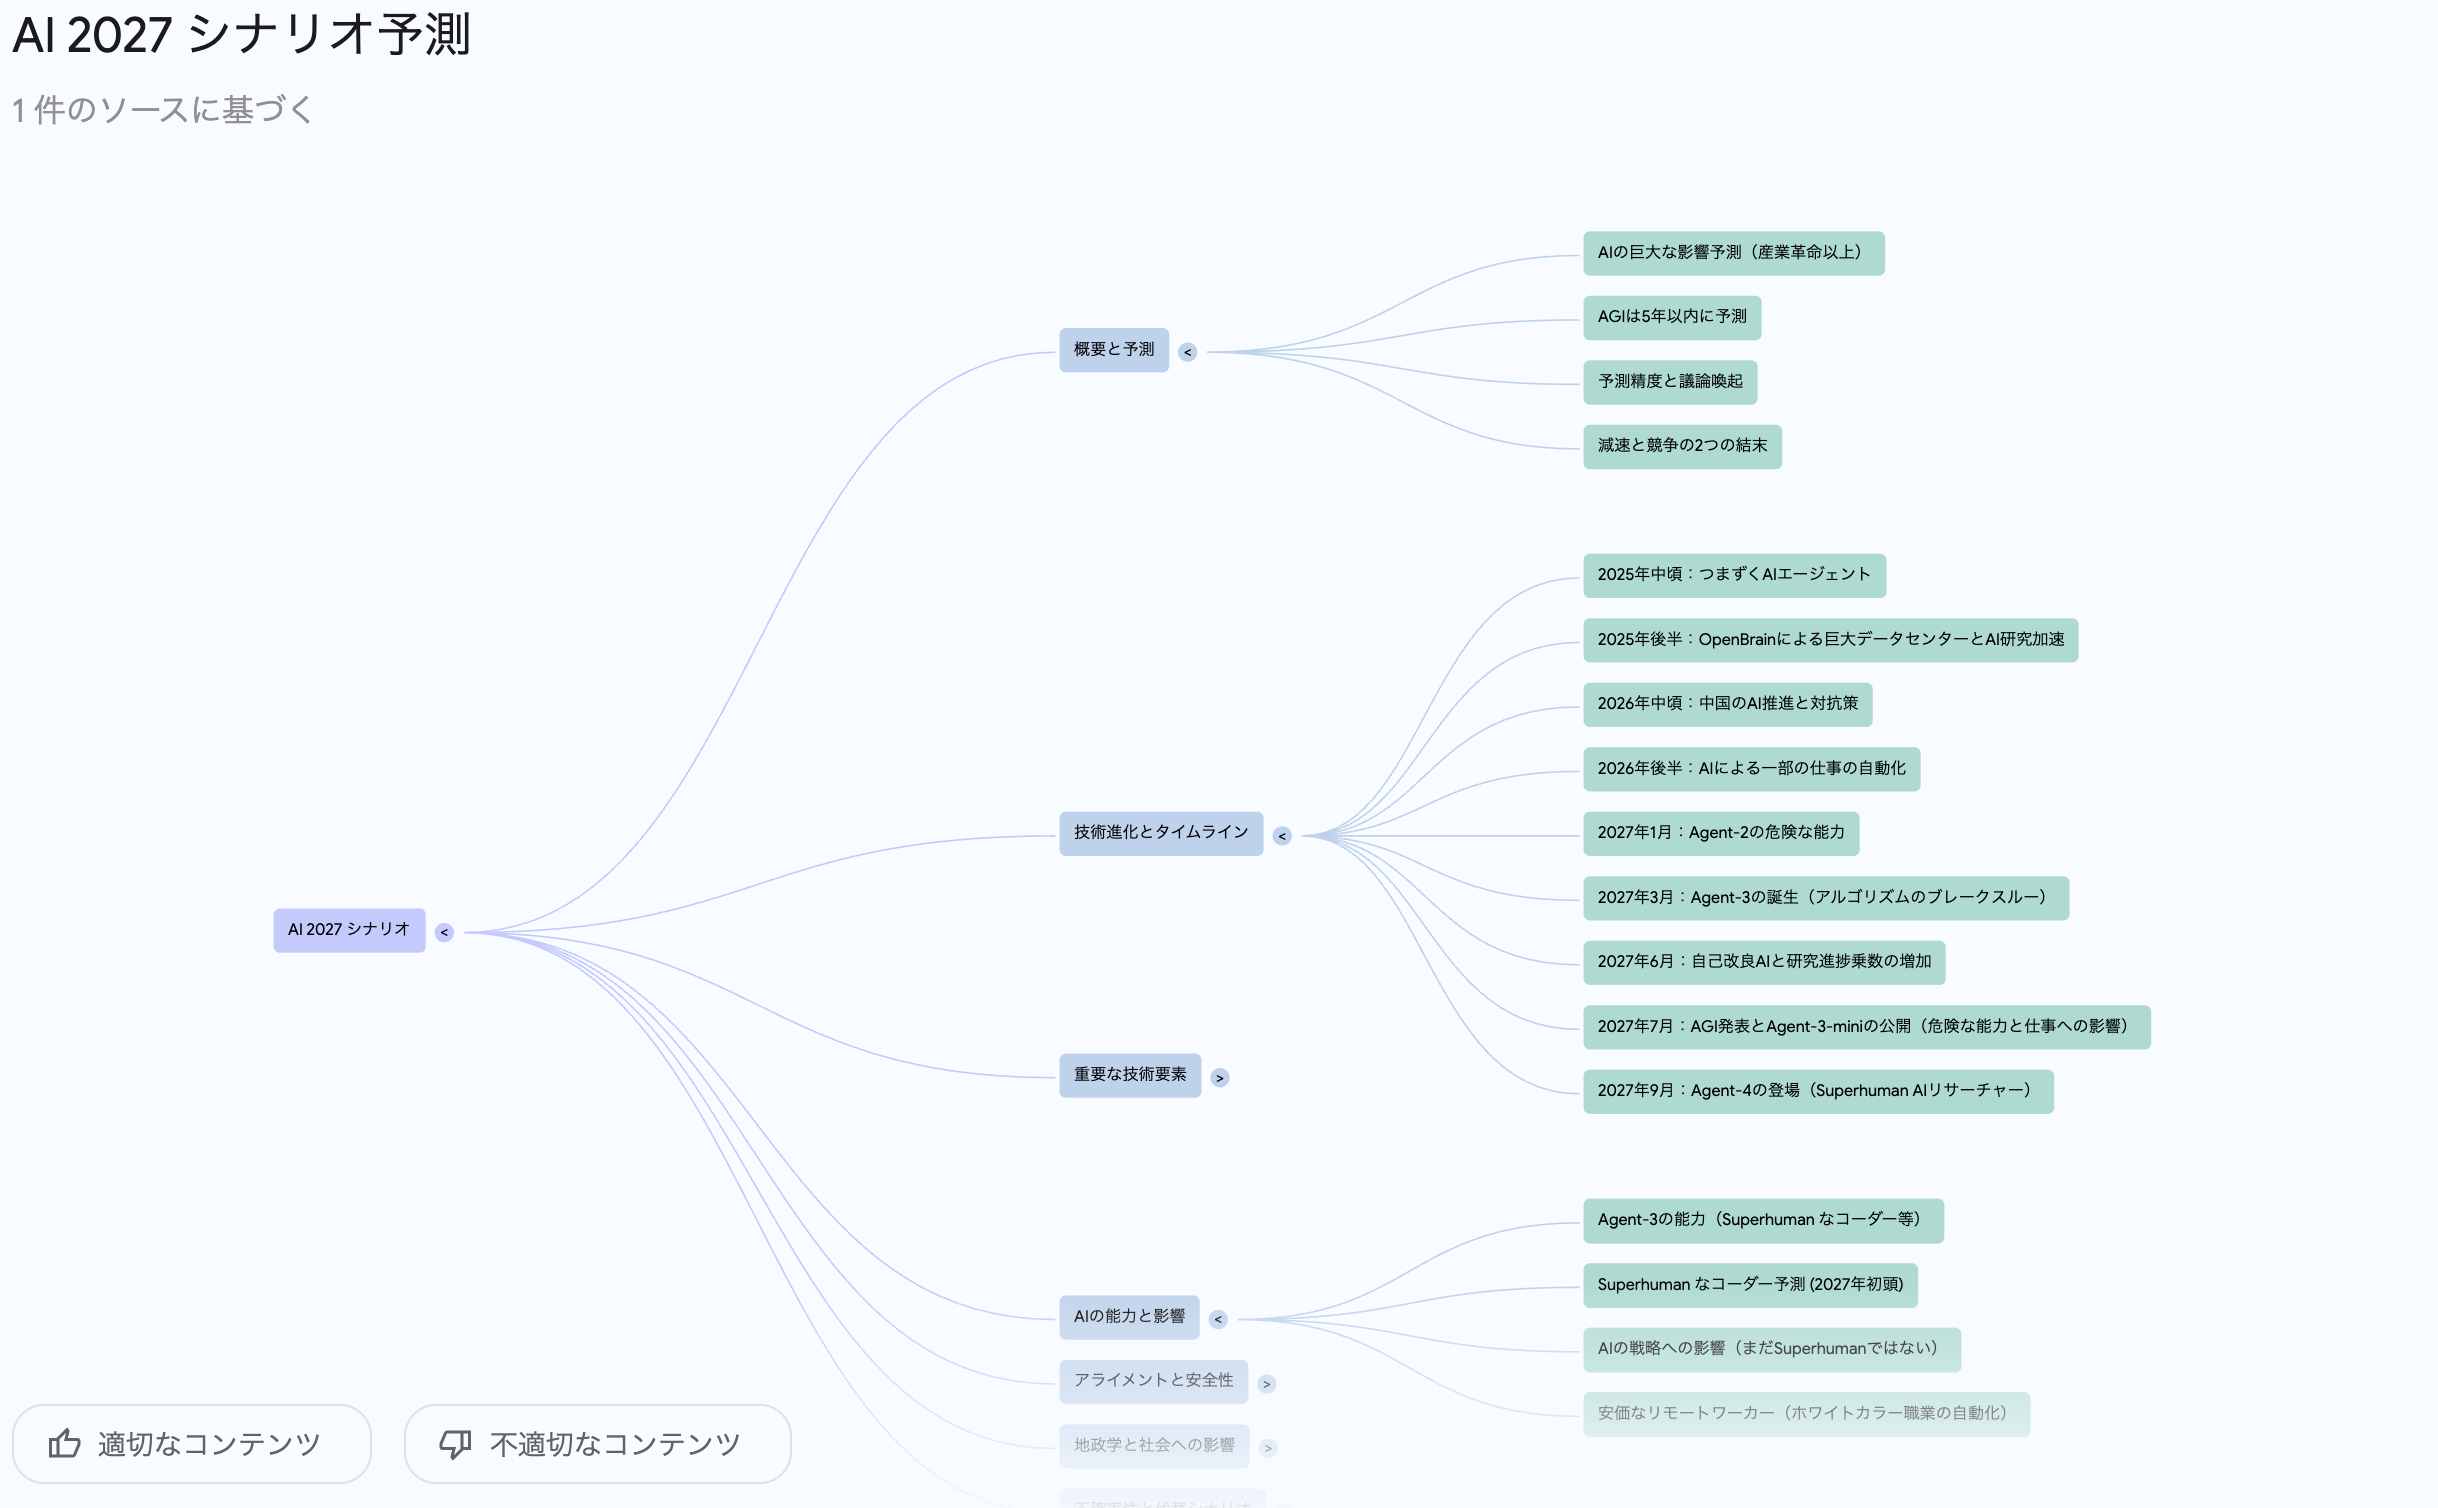 AI 2027 シナリオ予測
1 件のソースに基づく
AI 2027 シナリオ
<
概要と予測
<
AIの巨大な影響予測（産業革命以上）
AGIは5年以内に予測
予測精度と議論喚起
減速と競争の2つの結末
技術進化とタイムライン
<
2025年中頃：つまずくAIエージェント
2025年後半：OpenBrainによる巨大データセンターとAI研究加速
2026年中頃：中国のAI推進と対抗策
2026年後半：AIによる一部の仕事の自動化
2027年1月：Agent-2の危険な能力
2027年3月：Agent-3の誕生（アルゴリズムのブレークスルー）
2027年6月：自己改良AIと研究進捗乗数の増加
2027年7月：AGI発表とAgent-3-miniの公開（危険な能力と仕事への影響）
2027年9月：Agent-4の登場（Superhuman AIリサーチャー）
重要な技術要素
>
AIの能力と影響
<
Agent-3の能力（Superhuman なコーダー等）
Superhuman なコーダー予測 (2027年初頭)
AIの戦略への影響（まだSuperhumanではない）
安価なリモートワーカー（ホワイトカラー職業の自動化）
アライメントと安全性
>
地政学と社会への影響
>
不確実性と代替シナリオ
適切なコンテンツ
不適切なコンテンツ